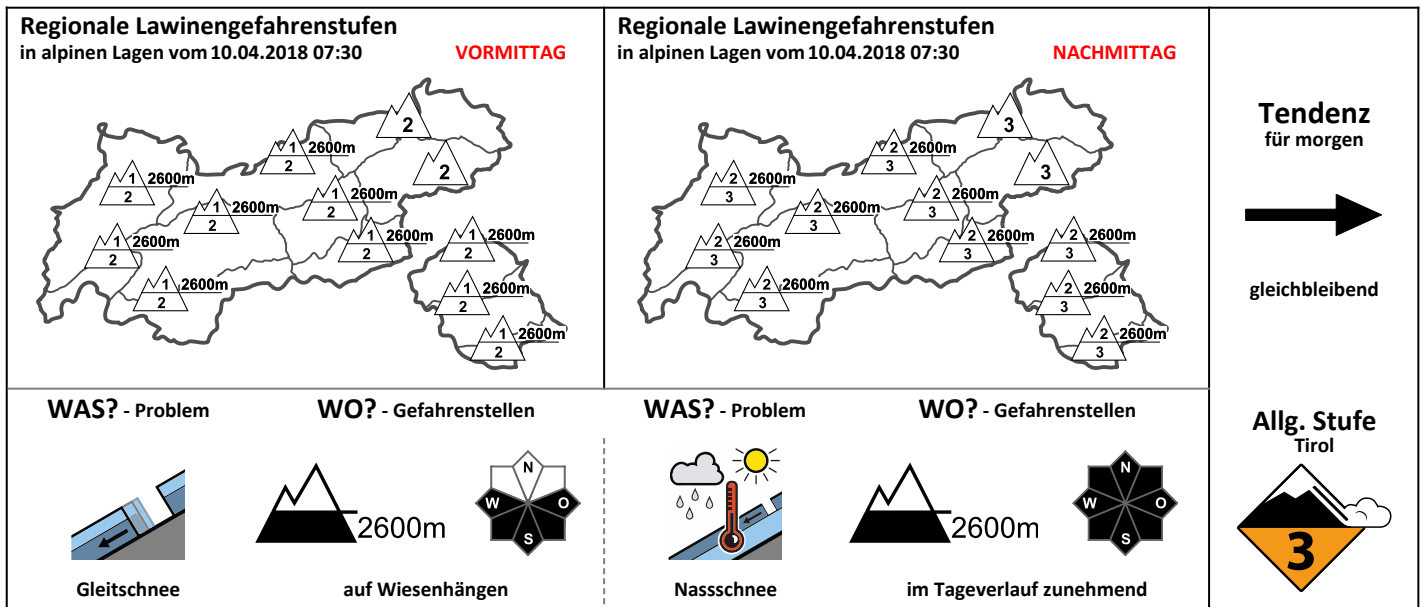 Regionale Lawinengefahrenstufen
in alpinen Lagen vom 10.04.2018 07:30 VORMITTAG
2
1 2600m
2
2
1 2600m
2
1 2600m
2
1 2600m
2
1 2600m
2
1 2600m
2
1 2600m
2
1 2600m
2
1 2600m
2
1 2600m
2
Regionale Lawinengefahrenstufen
in alpinen Lagen vom 10.04.2018 07:30 NACHMITTAG
3
2 2600m
3
3
2 2600m
3
2 2600m
3
2 2600m
3
2 2600m
3
2 2600m
3
2 2600m
3
2 2600m
3
2 2600m
3
2 2600m
3
Tendenz
für morgen
gleichbleibend
WAS? - Problem
WO? - Gefahrenstellen
N
W O
S
2600m
Gleitschnee
auf Wiesenhängen
WAS? - Problem
WO? - Gefahrenstellen
N
W O
S
2600m
Nassschnee
im Tageverlauf zunehmend
Allg. Stufe
Tirol
3